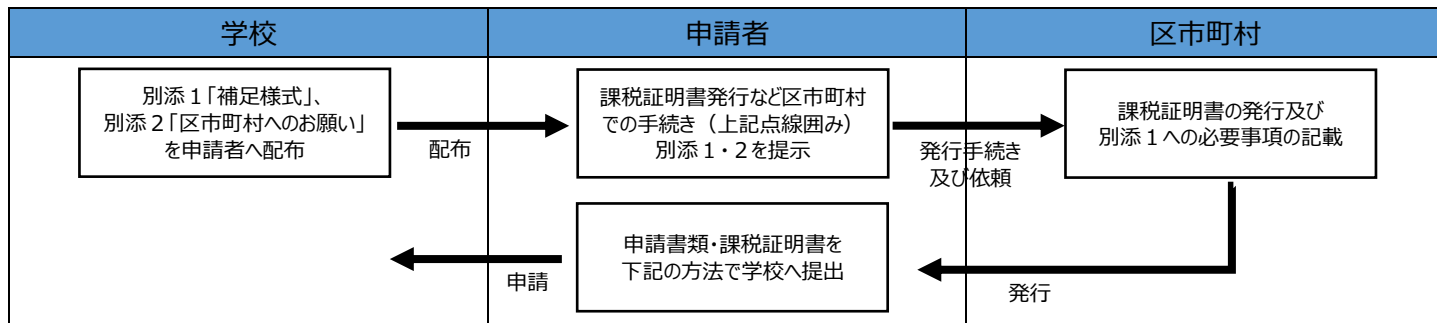 学校
申請者
区市町村
別添１「補足様式」、
別添２「区市町村へのお願い」
を申請者へ配布
配布
課税証明書発行など区市町村
での手続き（上記点線囲み）
別添１・２を提示
発行手続き
及び依頼
課税証明書の発行及び
別添１への必要事項の記載
申請書類・課税証明書を
下記の方法で学校へ提出
申請
発行